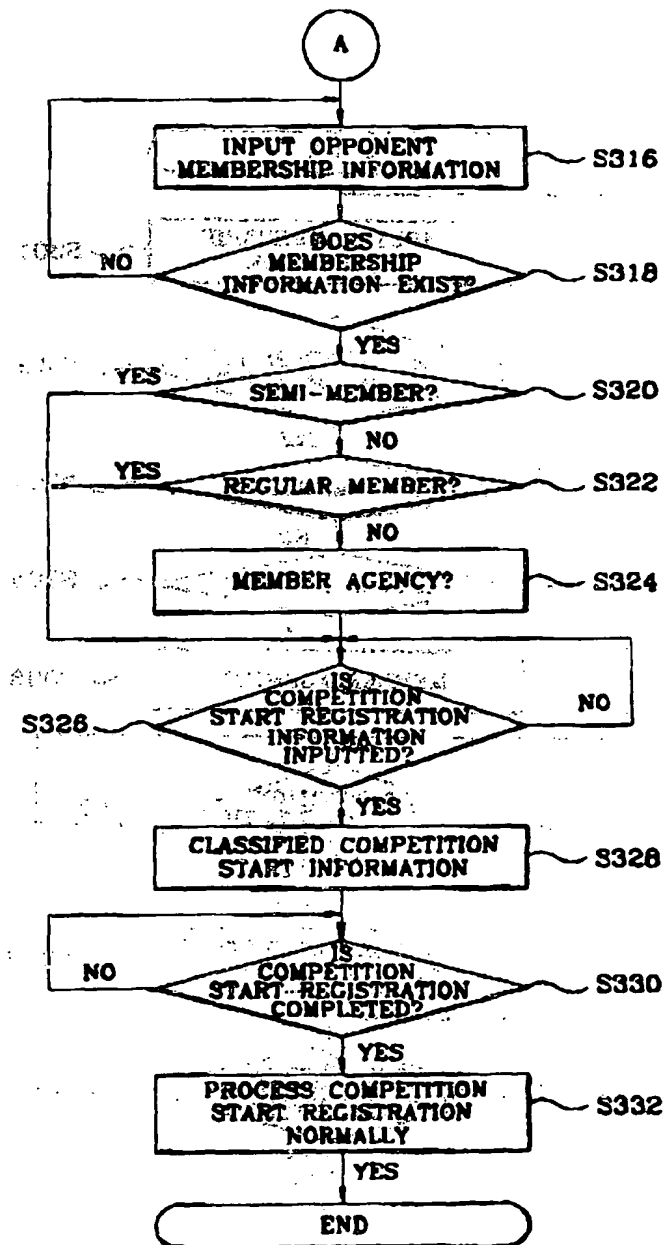 A
INPUT OPPONENT
MEMBERSHIP INFORMATION
S316
DOES
MEMBERSHIP
INFORMATION EXIST?
S318
NO
YES
SEMI-MEMBER?
S320
YES
NO
REGULAR MEMBER?
S322
YES
NO
MEMBER AGENCY?
S324
IS
COMPETITION
START REGISTRATION
INFORMATION
INPUTTED?
S326
NO
YES
CLASSIFIED COMPETITION
START INFORMATION
S328
IS
COMPETITION
START REGISTRATION
COMPLETED?
S330
NO
YES
PROCESS COMPETITION
START REGISTRATION
NORMALLY
S332
YES
END